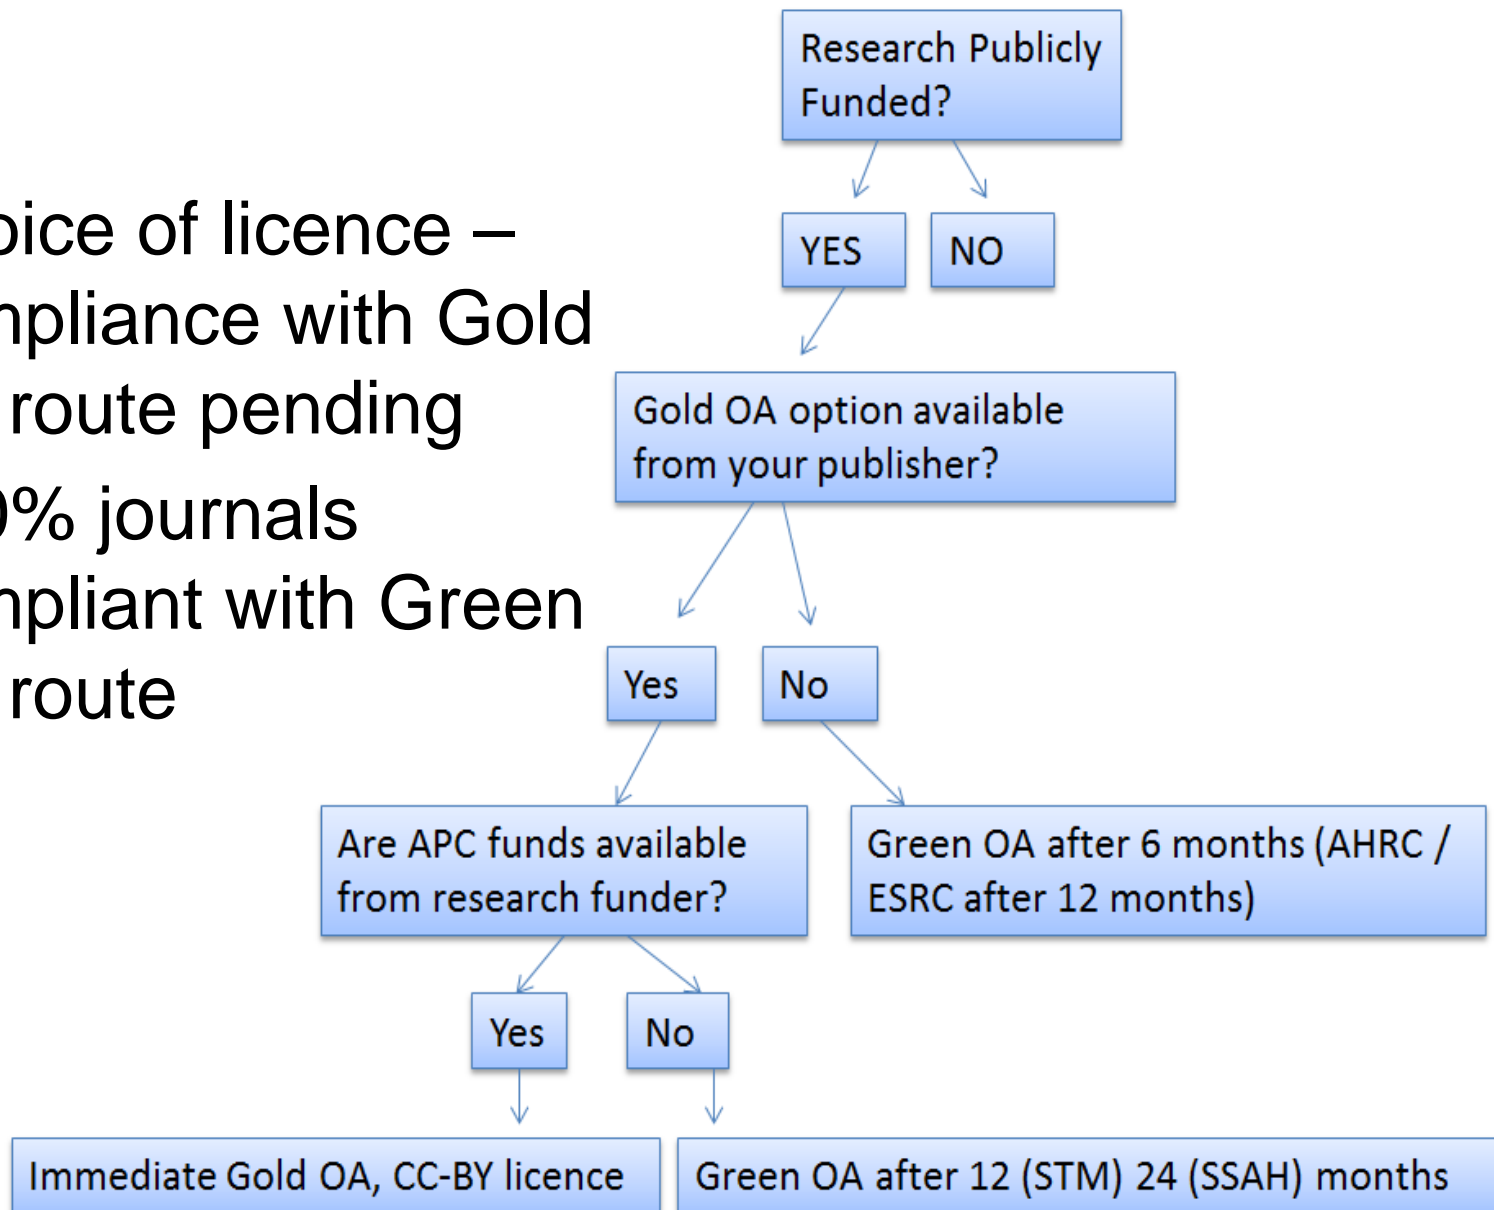 Research Publicly
Funded?
YES
NO
oice of licence –
mpliance with Gold
route pending
0% journals
mpliant with Green
route
Gold OA option available
from your publisher?
Yes
No
Are APC funds available
from research funder?
Green OA after 6 months (AHRC /
ESRC after 12 months)
Yes
No
Immediate Gold OA, CC-BY licence
Green OA after 12 (STM) 24 (SSAH) months